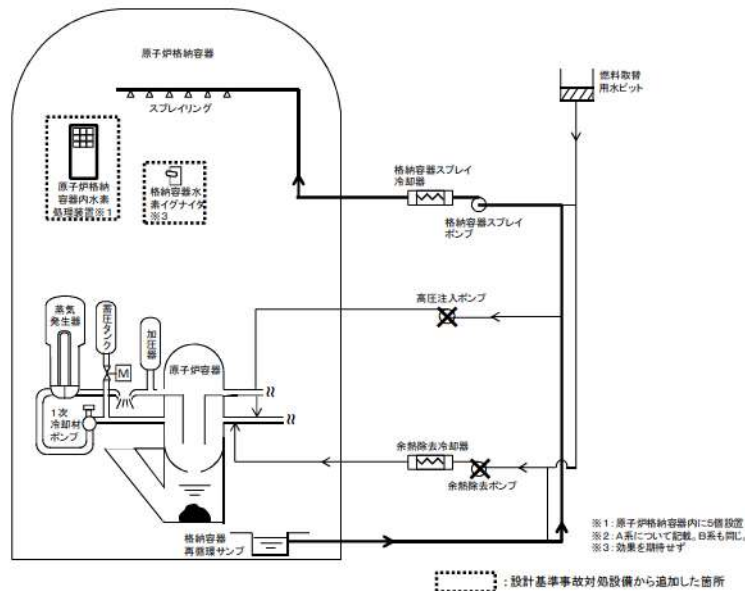 原子炉格納容器
燃料取替
用水ピット
スプレイリング
原子炉格納
容器内水素
処理装置※1
格納容器水
素イグナイタ
※3
格納容器スプレイ
冷却器
格納容器スプレイ
ポンプ
高圧注入ポンプ
蒸気
発生器
蓄圧タンク
加圧器
M
原子炉容器
1次
冷却材
ポンプ
余熱除去冷却器
余熱除去ポンプ
格納容器
再循環サンプ
※1:原子炉格納容器内に5個設置
※2:A系について記載。B系も同じ。
※3:効果を期待せず
:設計基準事故対処設備から追加した箇所